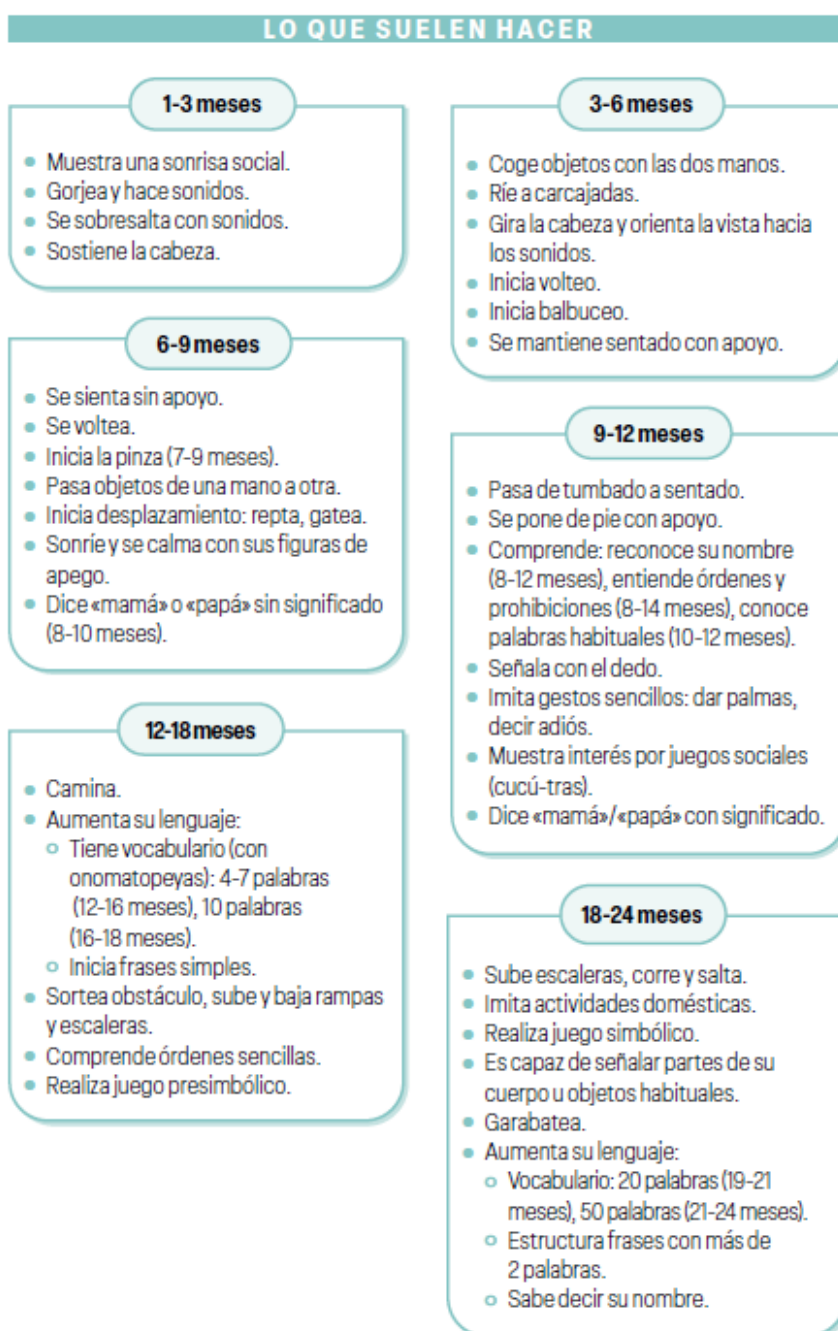 LO QUE SUELEN HACER
1-3 meses
Muestra una sonrisa social.
Gorjea y hace sonidos.
Se sobresalta con sonidos.
Sostiene la cabeza.
3-6 meses
Coge objetos con las dos manos.
Ríe a carcajadas.
Gira la cabeza y orienta la vista hacia
los sonidos.
Inicia volteo.
Inicia balbuceo.
Se mantiene sentado con apoyo.
6-9 meses
Se sienta sin apoyo.
Se voltea.
Inicia la pinza (7-9 meses).
Pasa objetos de una mano a otra.
Inicia desplazamiento: repta, gatea.
Sonríe y se calma con sus figuras de
apego.
Dice «mamá» o «papá» sin significado
(8-10 meses).
9-12 meses
Pasa de tumbado a sentado.
Se pone de pie con apoyo.
Comprende: reconoce su nombre
(8-12 meses), entiende órdenes y
prohibiciones (8-14 meses), conoce
palabras habituales (10-12 meses).
Señala con el dedo.
Imita gestos sencillos: dar palmas,
decir adiós.
Muestra interés por juegos sociales
(cucú-tras).
Dice «mamá»/«papá» con significado.
12-18 meses
Camina.
Aumenta su lenguaje:
Tiene vocabulario (con
onomatopeyas): 4-7 palabras
(12-16 meses), 10 palabras
(16-18 meses).
Inicia frases simples.
Sortea obstáculo, sube y baja rampas
y escaleras.
Comprende órdenes sencillas.
Realiza juego presimbólico.
18-24 meses
Sube escaleras, corre y salta.
Imita actividades domésticas.
Realiza juego simbólico.
Es capaz de señalar partes de su
cuerpo u objetos habituales.
Garabatea.
Aumenta su lenguaje:
Vocabulario: 20 palabras (19-21
meses), 50 palabras (21-24 meses).
Estructura frases con más de
2 palabras.
Sabe decir su nombre.